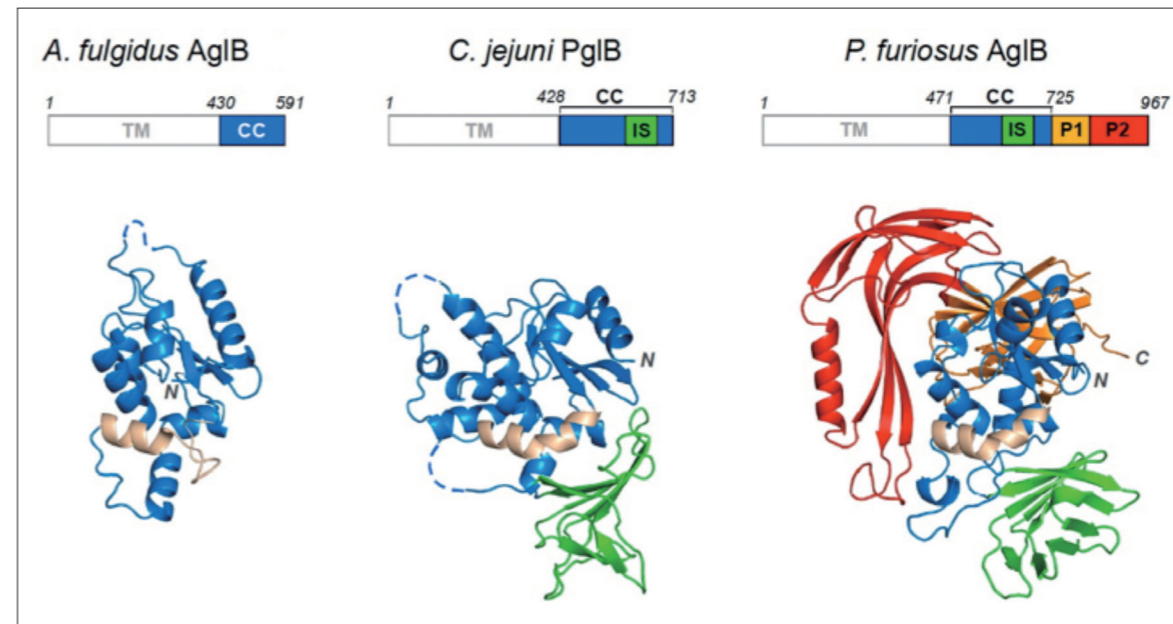 A. fulgidus AglB
1 430 591
TM CC
N
C. jejuni PglB
1 428 CC 713
TM IS
N
P. furiosus AglB
1 471 CC 725 967
TM IS P1 P2
C
N